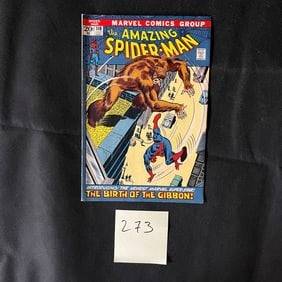 MARVEL COMICS GROUP
the AMAZING
SPIDER-MAN
INTRODUCING: THE NEWEST MARVEL SUPER-STAR!
THE BIRTH OF THE GIBBON!
273